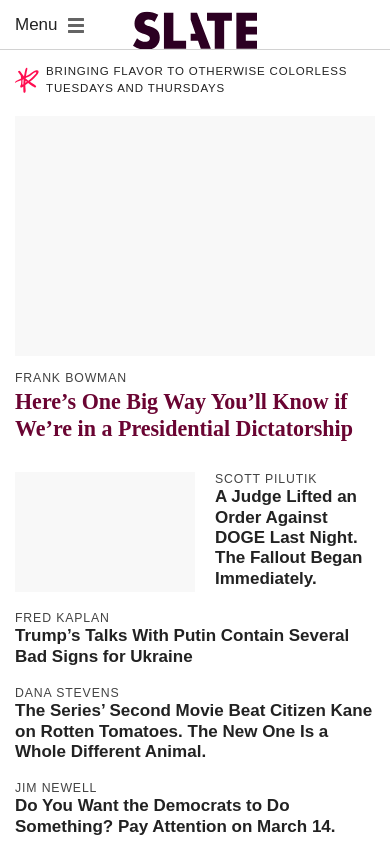 Menu
SLATE
BRINGING FLAVOR TO OTHERWISE COLORLESS
TUESDAYS AND THURSDAYS
FRANK BOWMAN
Here’s One Big Way You’ll Know if
We’re in a Presidential Dictatorship
SCOTT PILUTIK
A Judge Lifted an
Order Against
DOGE Last Night.
The Fallout Began
Immediately.
FRED KAPLAN
Trump’s Talks With Putin Contain Several
Bad Signs for Ukraine
DANA STEVENS
The Series’ Second Movie Beat Citizen Kane
on Rotten Tomatoes. The New One Is a
Whole Different Animal.
JIM NEWELL
Do You Want the Democrats to Do
Something? Pay Attention on March 14.